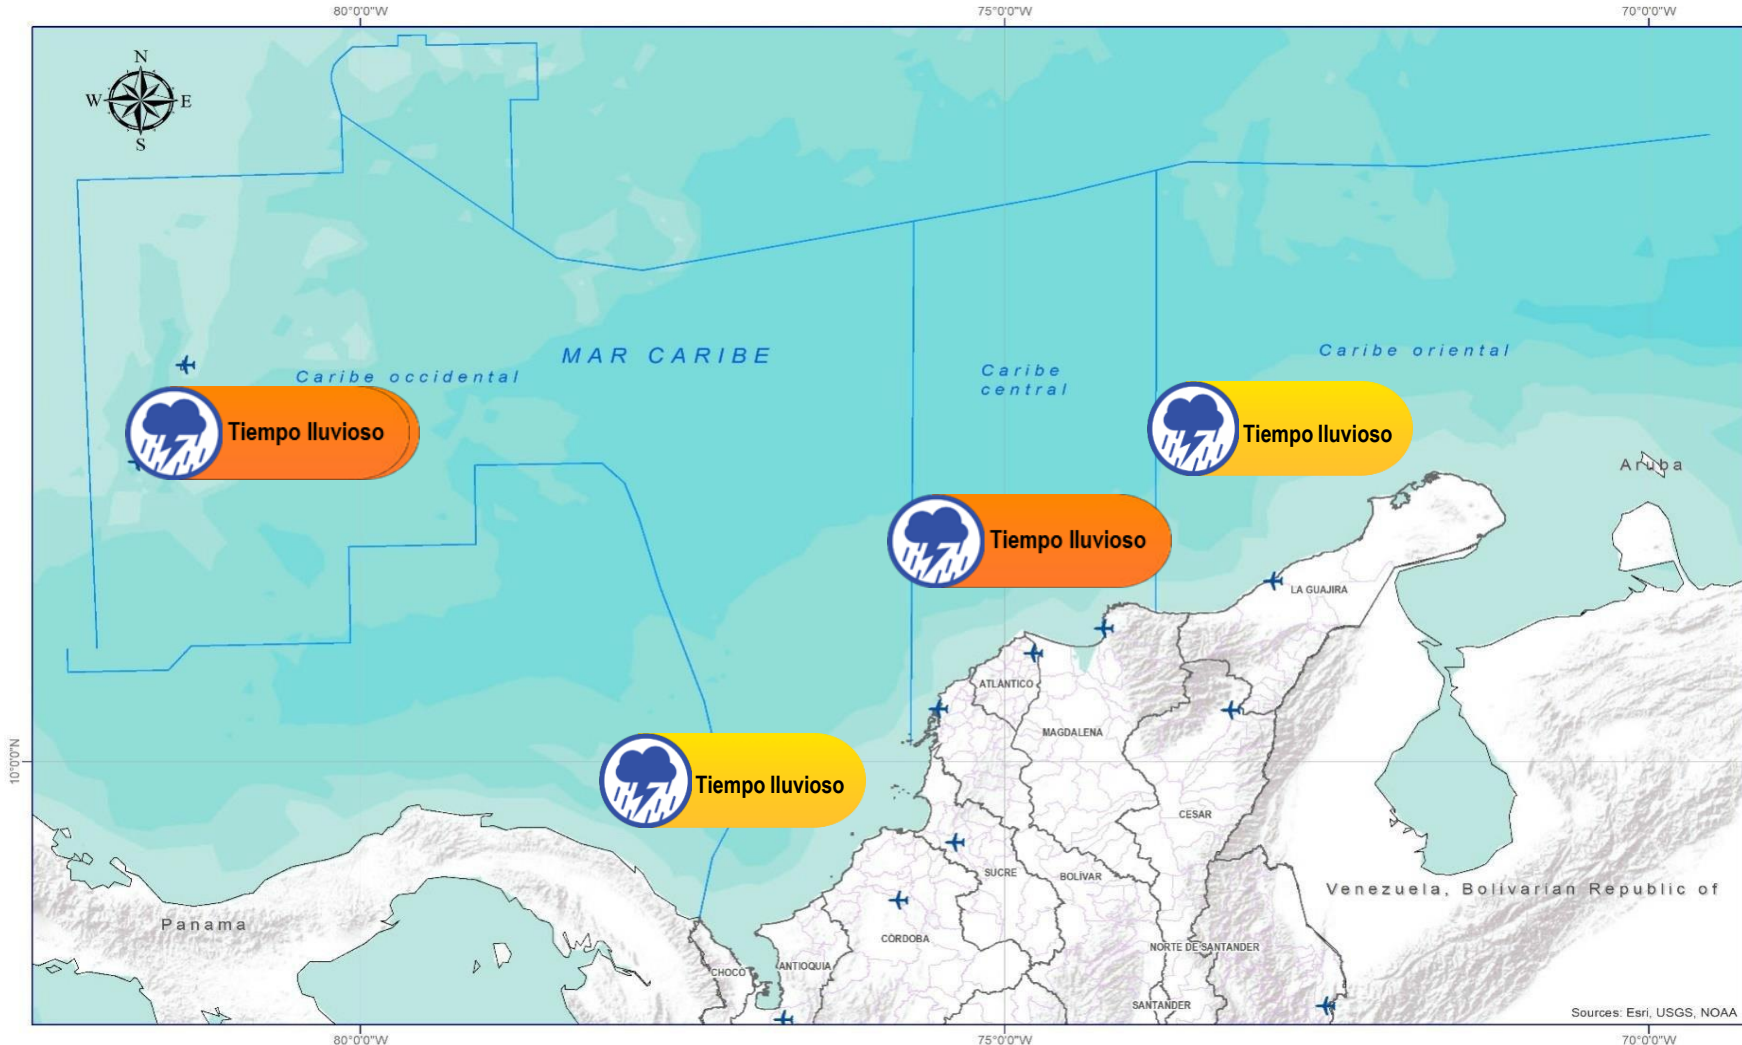 80°0'0"W
75°0'0"W
70°0'0"W
N
W
E
S
MAR CARIBE
Caribe occidental
Caribe
central
Caribe oriental
Tiempo lluvioso
Tiempo lluvioso
Tiempo lluvioso
Aruba
LA GUAJIRA
ATLÁNTICO
MAGDALENA
10°0'0"N
Tiempo lluvioso
CESAR
SUCRE
BOLÍVAR
Venezuela, Bolivarian Republic of
Panama
CÓRDOBA
NORTE DE SANTANDER
CHOCÓ
ANTIOQUIA
SANTANDER
Sources: Esri, USGS, NOAA
80°0'0"W
75°0'0"W
70°0'0"W